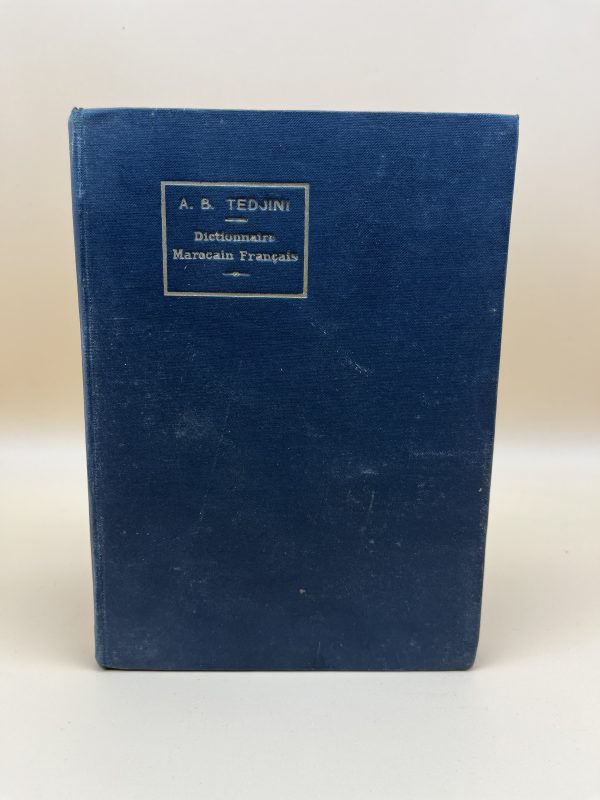 A. B. TEDJINI
Dictionnaire
Marocain Français